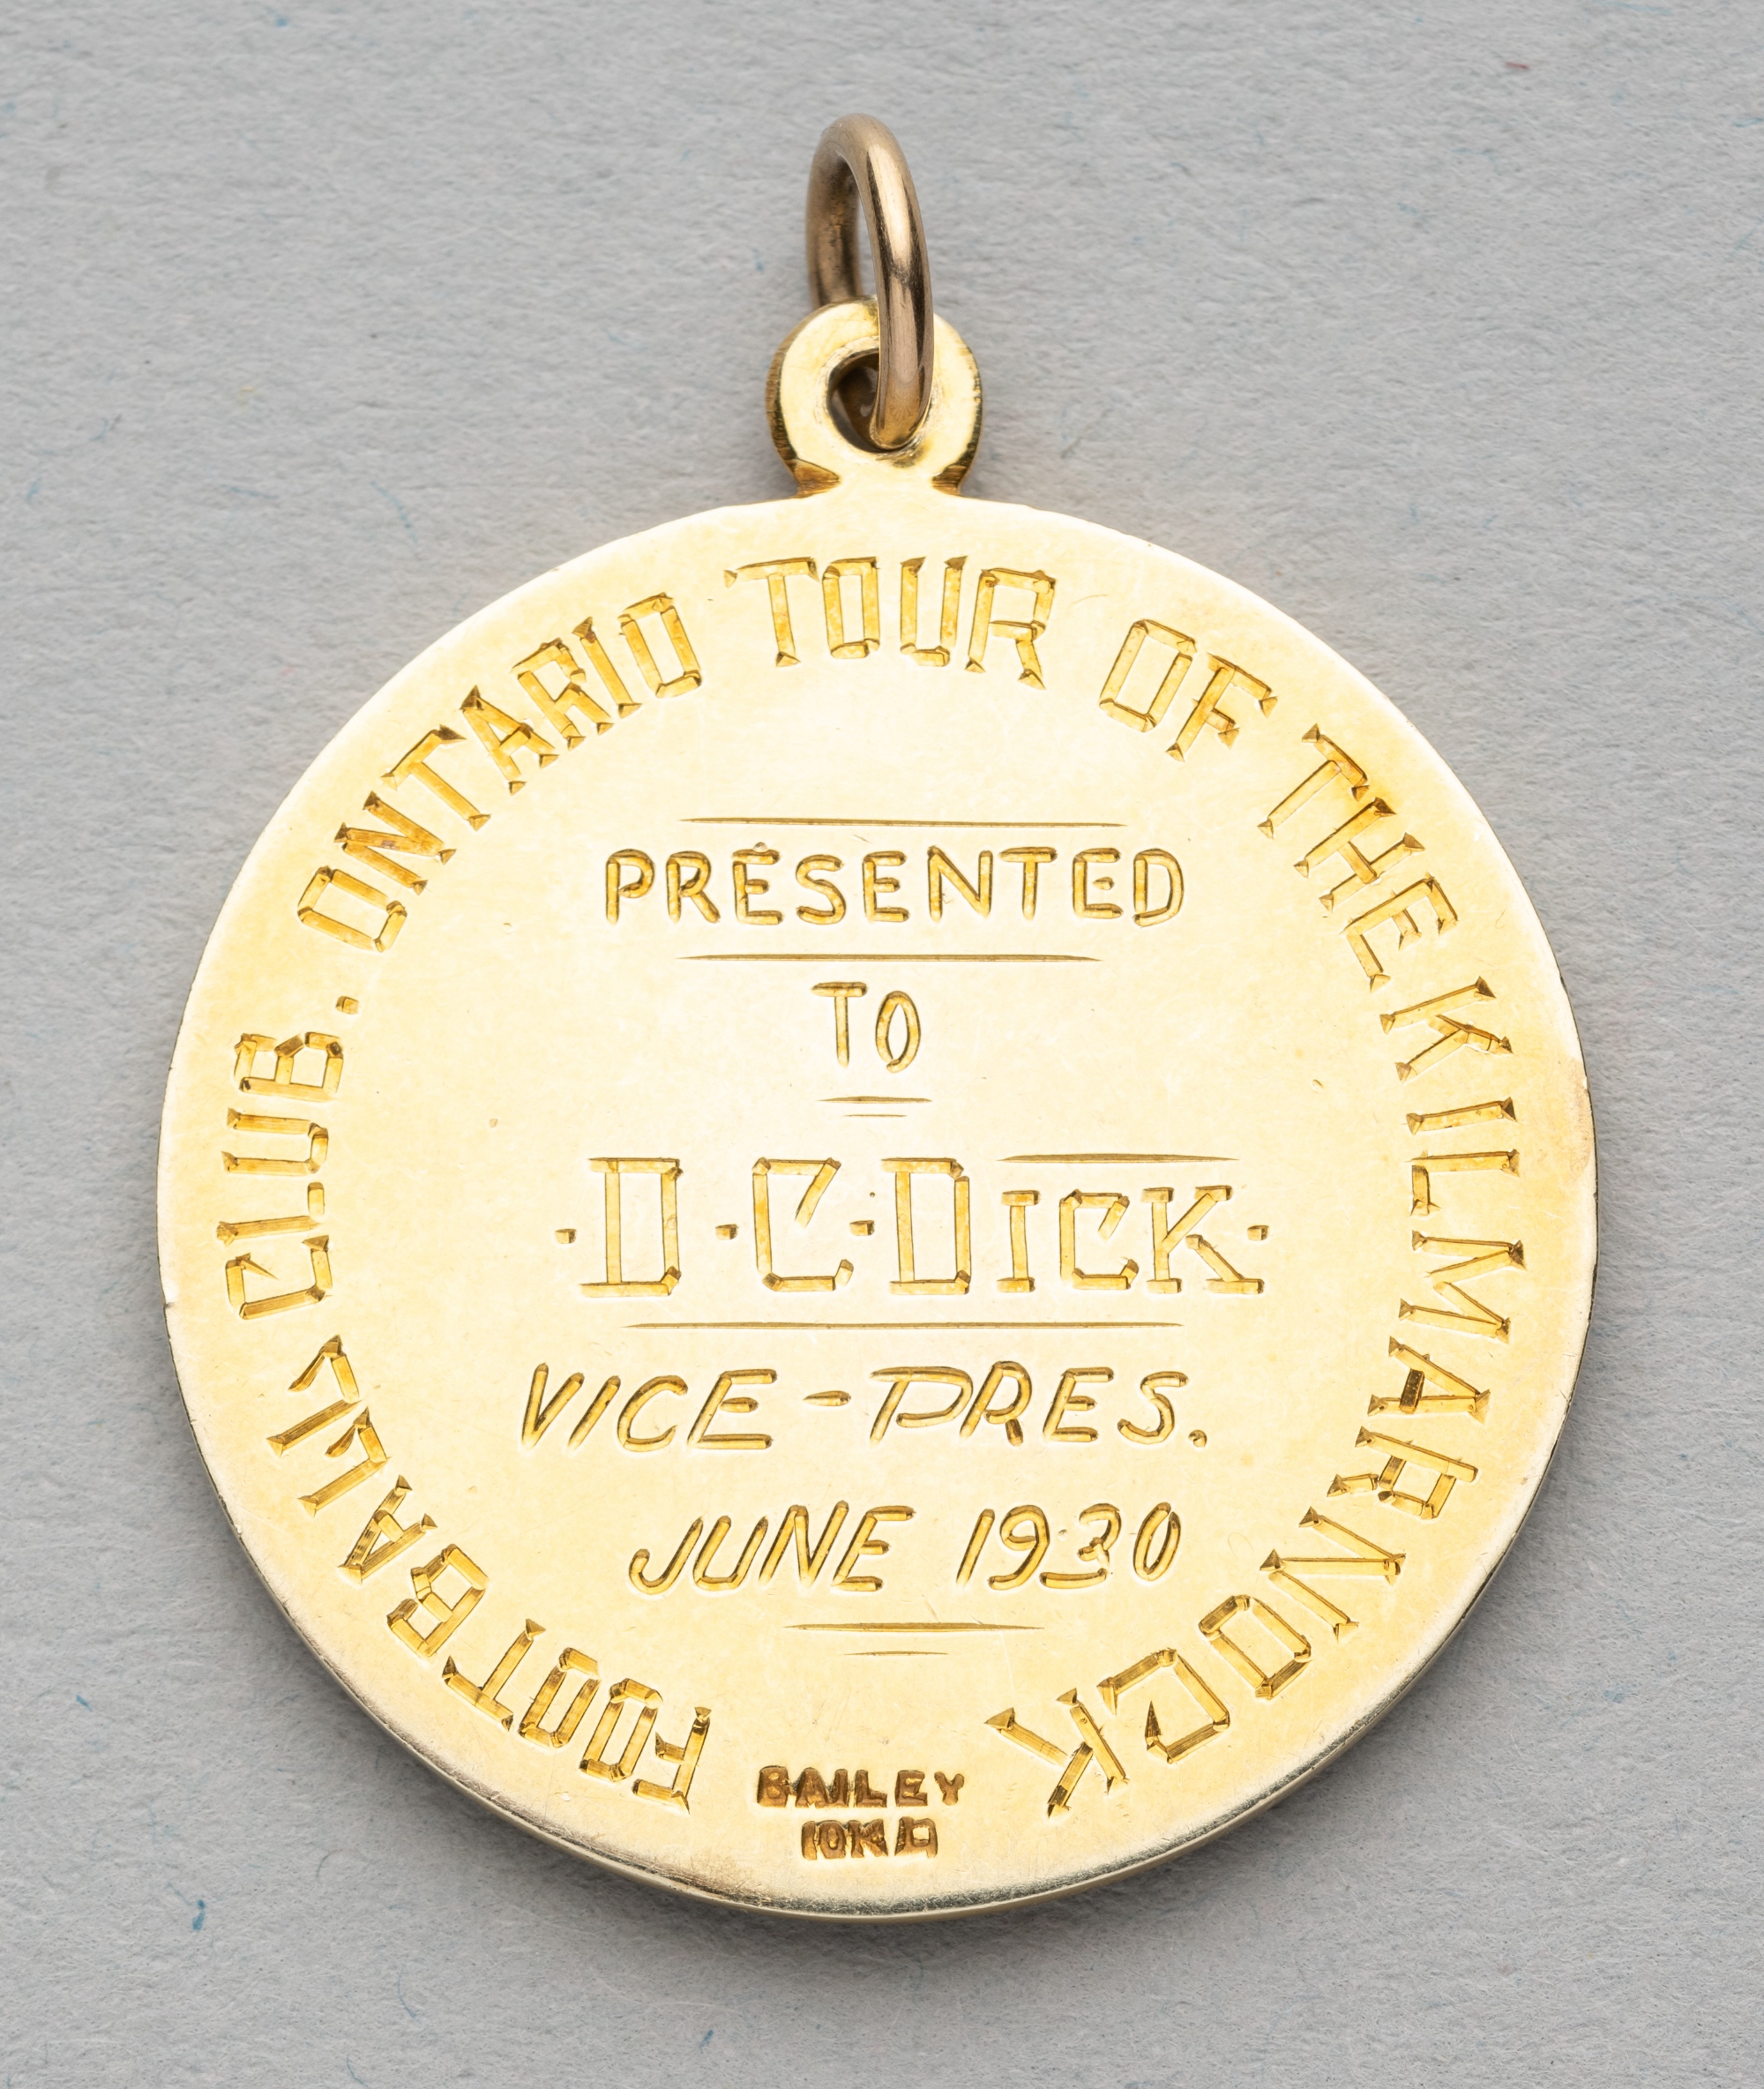 ONTARIO TOUR OF THE KILMARNOCK FOOTBALL CLUB.
PRESENTED
TO
·D·C·DICK·
VICE-PRES.
JUNE 1930
BAILEY
10K